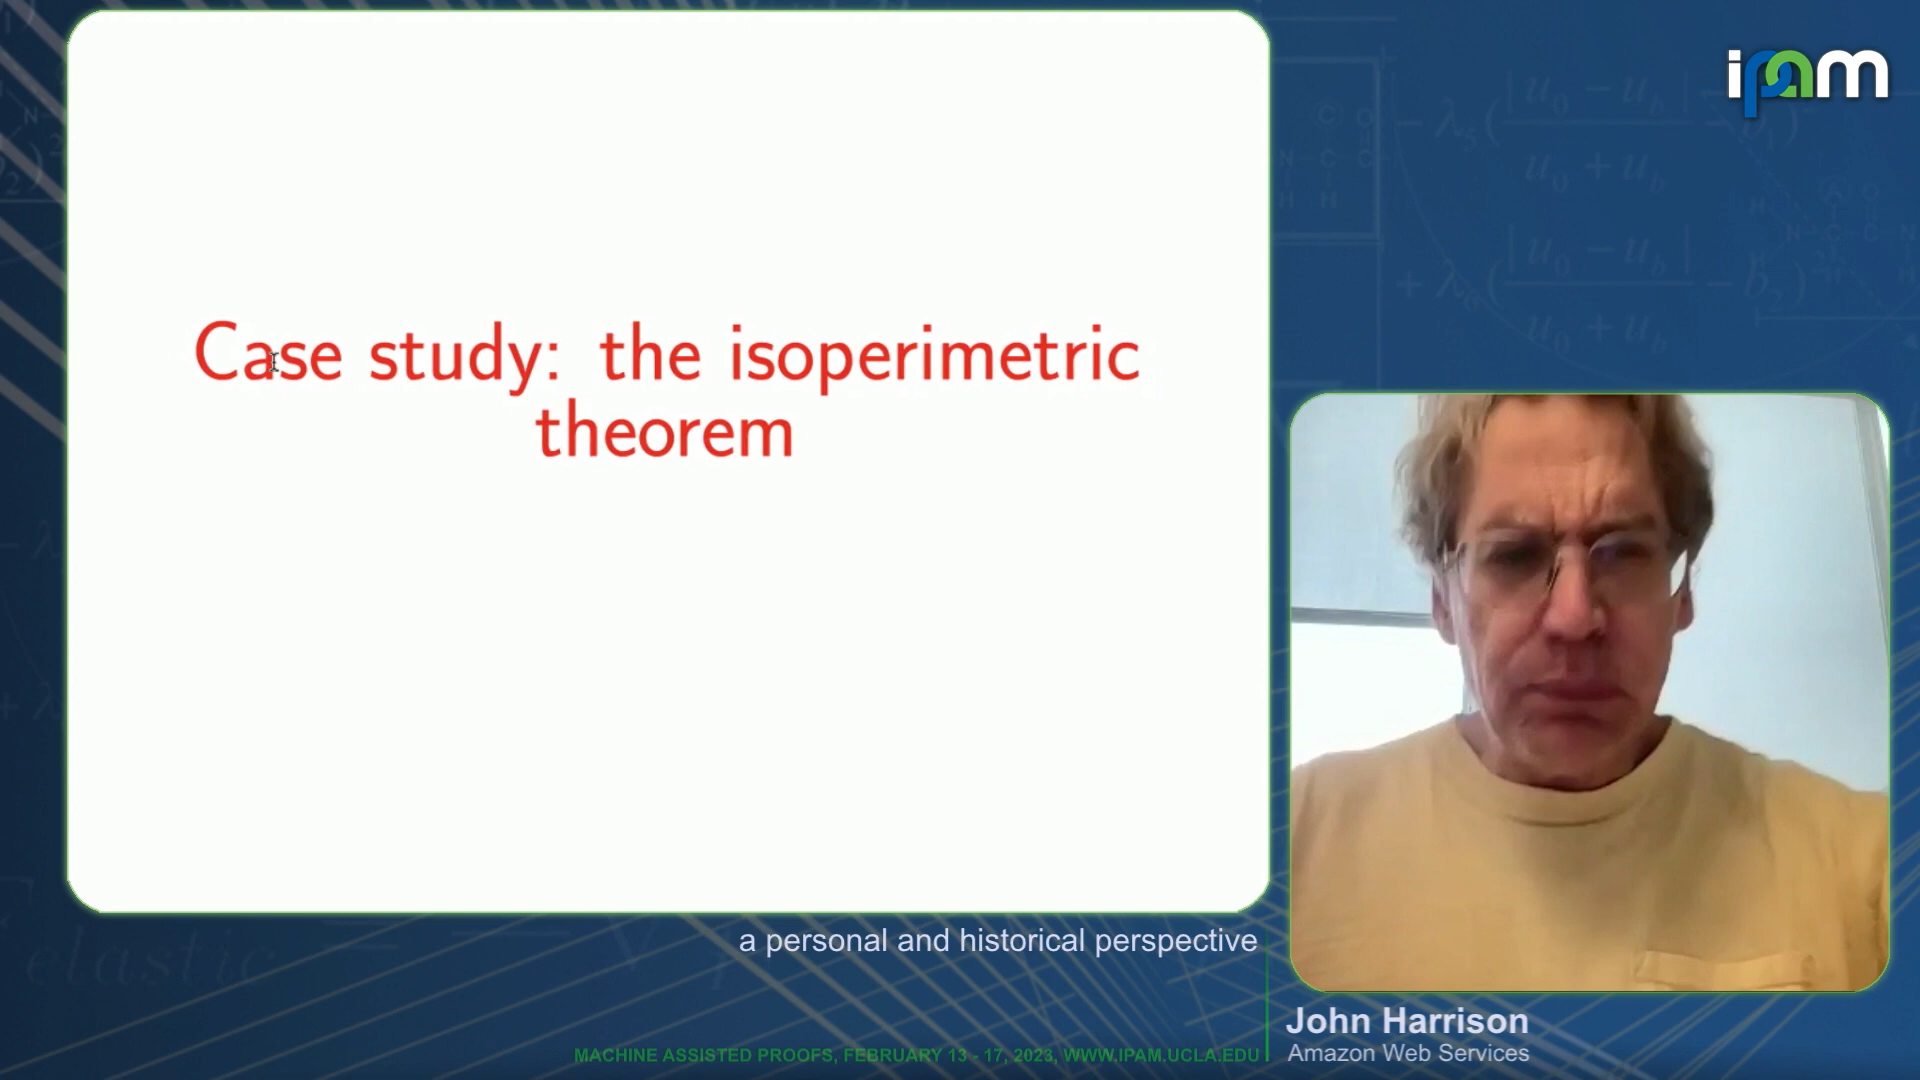 Case study: the isoperimetric
theorem
ipam
a personal and historical perspective
John Harrison
Amazon Web Services
MACHINE ASSISTED PROOFS, FEBRUARY 13 - 17, 2023, WWW.IPAM.UCLA.EDU
elastic